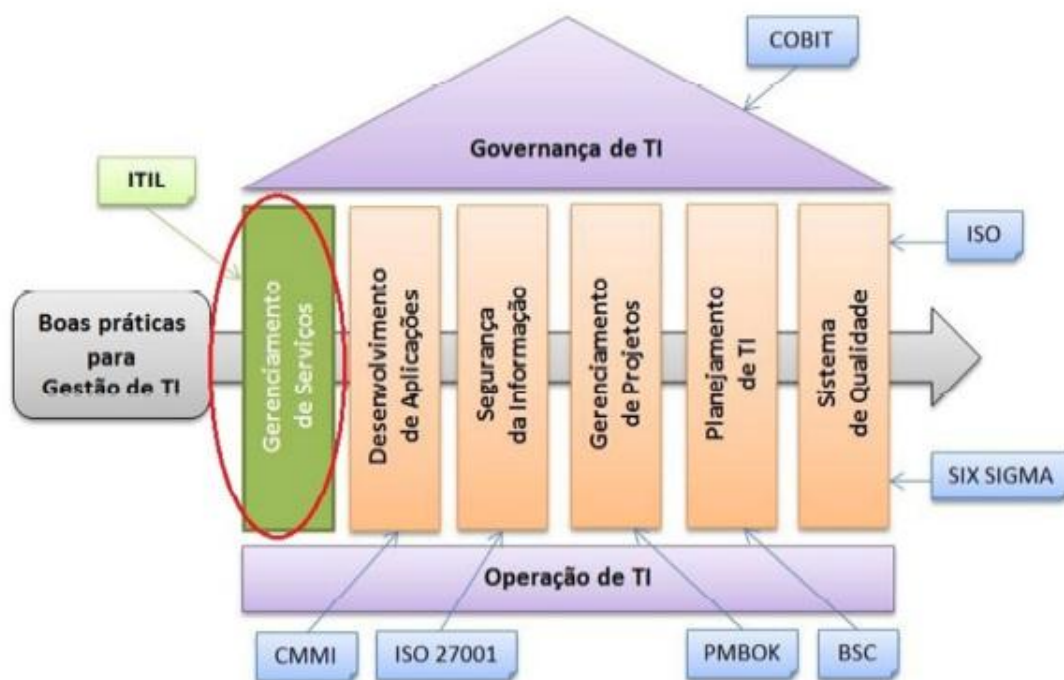 COBIT
Governança de TI
ITIL
ISO
Boas práticas
para
Gestão de TI
Gerenciamento
de Serviços
Desenvolvimento
de Aplicações
Segurança
da Informação
Gerenciamento
de Projetos
Planejamento
de TI
Sistema
de Qualidade
SIX SIGMA
Operação de TI
CMMI
ISO 27001
PMBOK
BSC